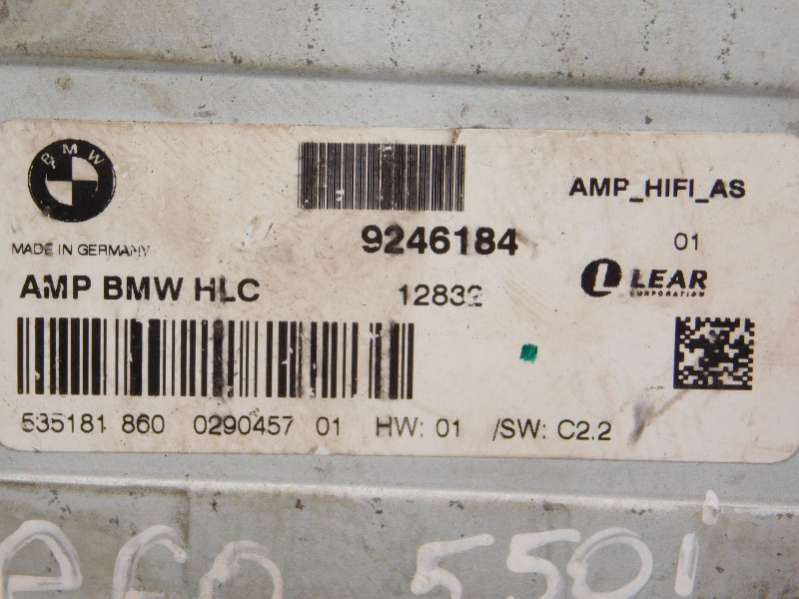 BMW
AMP_HIFI_AS
MADE IN GERMANY
9246184
01
AMP BMW HLC
12832
LEAR
CORPORATION
535181 860 0290457 01 HW: 01 /SW: C2.2
550i